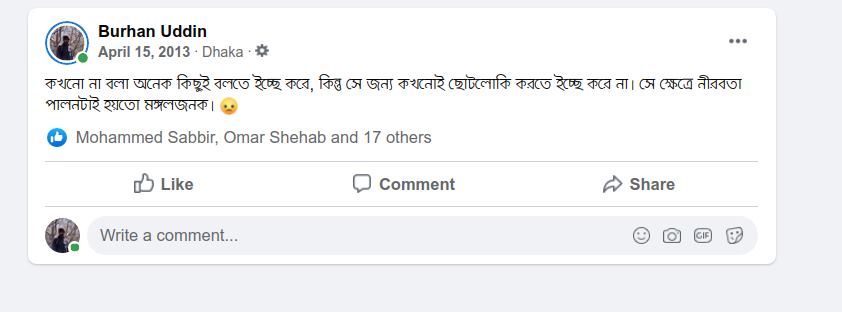 Burhan Uddin
April 15, 2013 · Dhaka ·
কখনো না বলা অনেক কিছুই বলতে ইচ্ছে করে, কিন্তু সে জন্য কখনোই ছোটলোকি করতে ইচ্ছে করে না। সে ক্ষেত্রে নীরবতা
পালনটাই হয়তো মঙ্গলজনক। 😦
Mohammed Sabbir, Omar Shehab and 17 others
Like Comment Share
Write a comment...
GIF